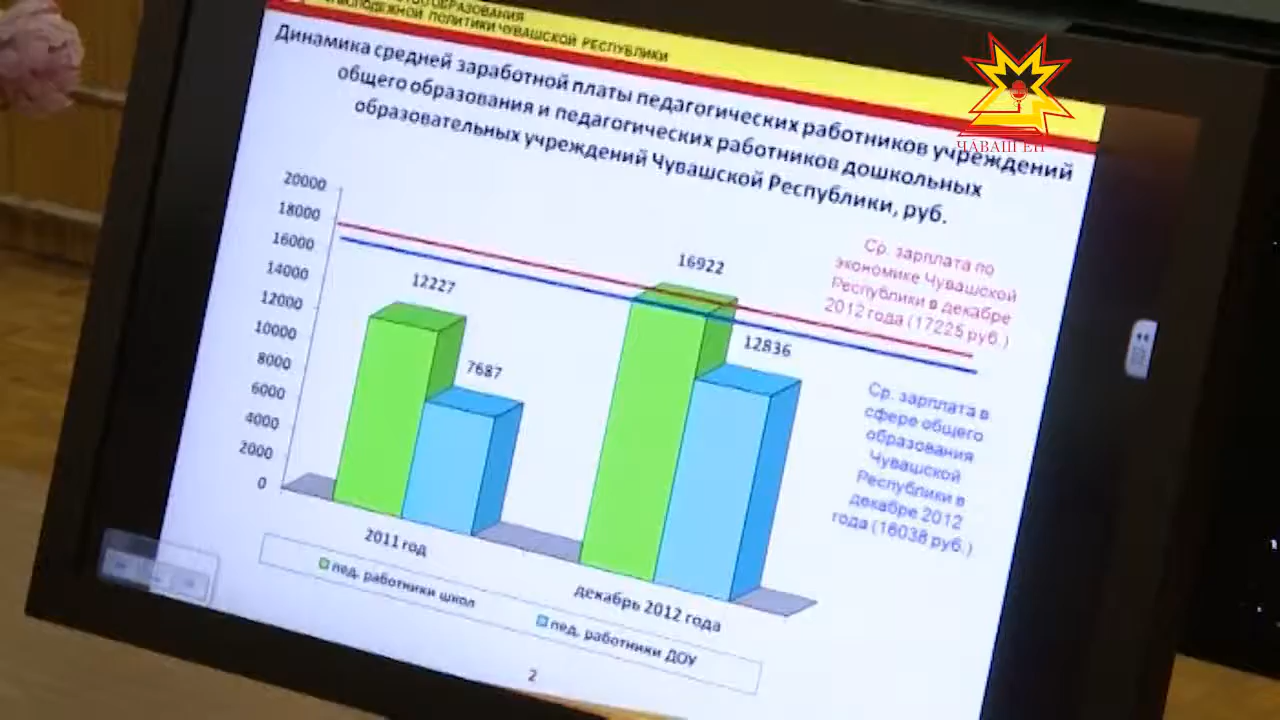 ОБРАЗОВАНИЯ
МОЛОДЕЖНОЙ ПОЛИТИКИ ЧУВАШСКОЙ РЕСПУБЛИКИ
ЧӐВАШ ЕН
Динамика средней заработной платы педагогических работников учреждений
общего образования и педагогических работников дошкольных
образовательных учреждений Чувашской Республики, руб.
20000
18000
16000
14000
12000
10000
8000
6000
4000
2000
0
12227
7687
16922
12836
Ср. зарплата по
экономике Чувашской
Республики в декабре
2012 года (17225 руб.)
Ср. зарплата в
сфере общего
образования
Чувашской
Республики в
декабре 2012
года (16038 руб.)
2011 год
декабрь 2012 года
пед. работники школ
пед. работники ДОУ
2